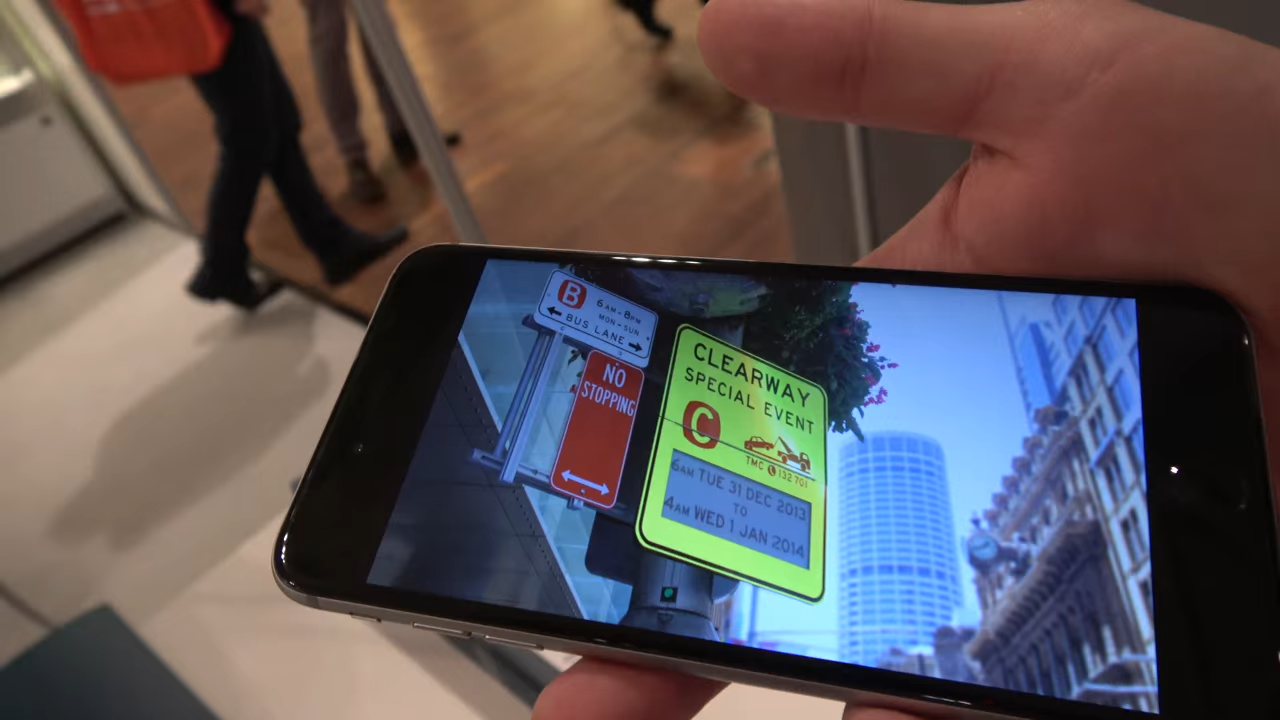 B
6AM-8PM
MON-SUN
BUS LANE
NO
STOPPING
CLEARWAY
SPECIAL EVENT
C
TMC 132 701
6AM TUE 31 DEC 2013
TO
4AM WED 1 JAN 2014